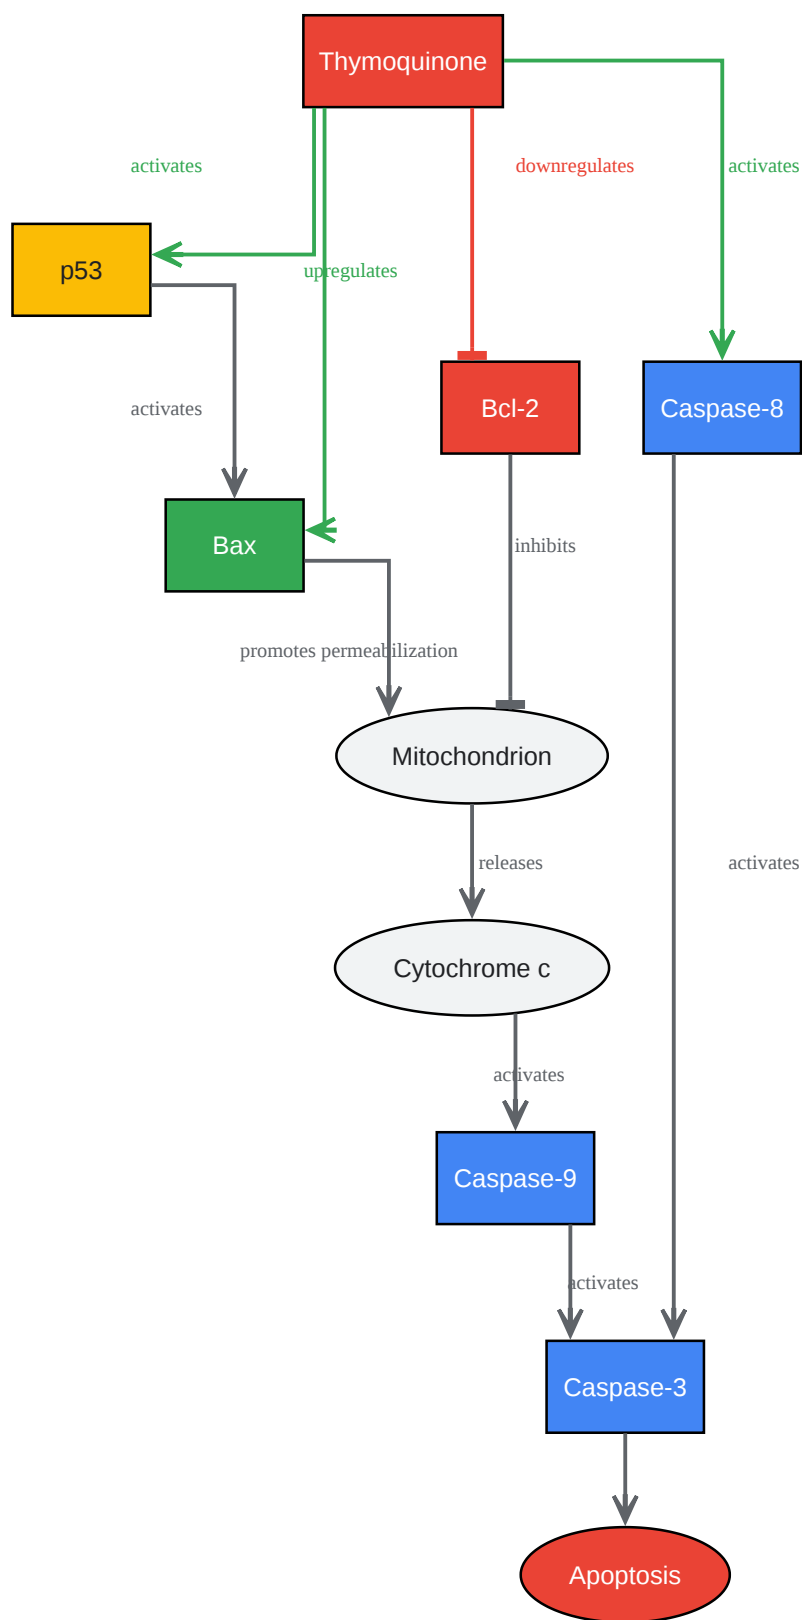 Thymoquinone
activates
downregulates
activates
p53
upregulates
activates
Bcl-2
Caspase-8
Bax
inhibits
promotes permeabilization
Mitochondrion
releases
activates
Cytochrome c
activates
Caspase-9
activates
Caspase-3
Apoptosis